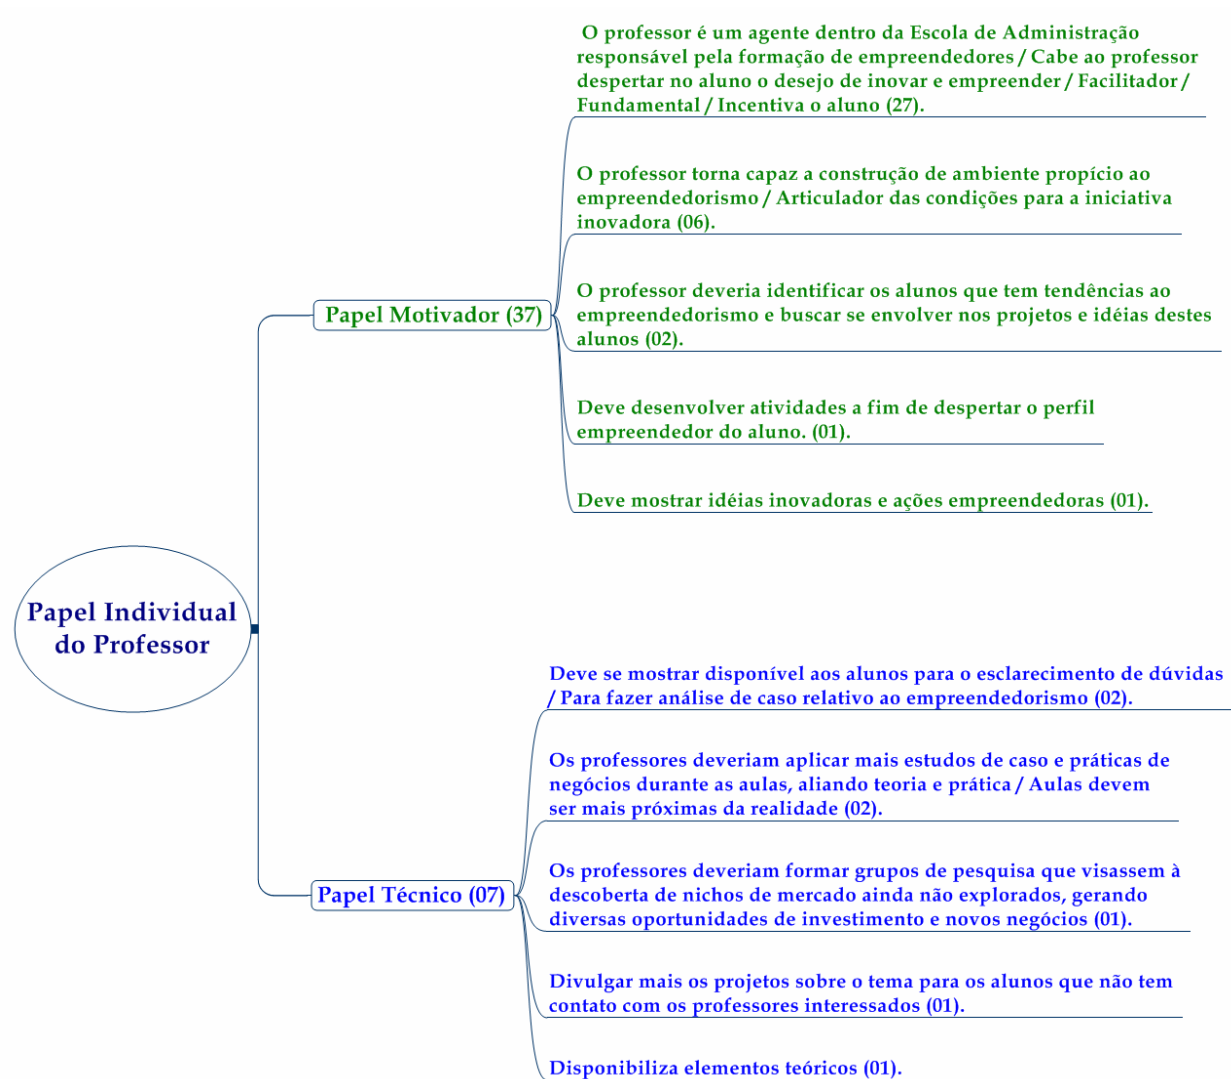 O professor é um agente dentro da Escola de Administração
responsável pela formação de empreendedores / Cabe ao professor
despertar no aluno o desejo de inovar e empreender / Facilitador /
Fundamental / Incentiva o aluno (27).
O professor torna capaz a construção de ambiente propício ao
empreendedorismo / Articulador das condições para a iniciativa
inovadora (06).
Papel Motivador (37)
O professor deveria identificar os alunos que tem tendências ao
empreendedorismo e buscar se envolver nos projetos e idéias destes
alunos (02).
Deve desenvolver atividades a fim de despertar o perfil
empreendedor do aluno. (01).
Deve mostrar idéias inovadoras e ações empreendedoras (01).
Papel Individual
do Professor
Deve se mostrar disponível aos alunos para o esclarecimento de dúvidas
/ Para fazer análise de caso relativo ao empreendedorismo (02).
Os professores deveriam aplicar mais estudos de caso e práticas de
negócios durante as aulas, aliando teoria e prática / Aulas devem
ser mais próximas da realidade (02).
Papel Técnico (07)
Os professores deveriam formar grupos de pesquisa que visassem à
descoberta de nichos de mercado ainda não explorados, gerando
diversas oportunidades de investimento e novos negócios (01).
Divulgar mais os projetos sobre o tema para os alunos que não tem
contato com os professores interessados (01).
Disponibiliza elementos teóricos (01).